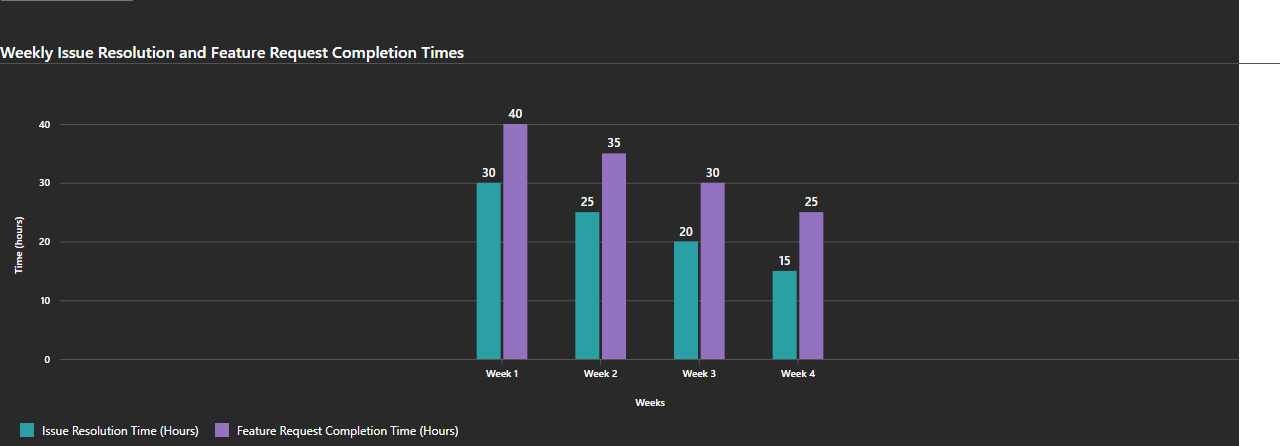 Weekly Issue Resolution and Feature Request Completion Times
40
40
35
30
30
30
25
25
20
20
15
10
0
Time (hours)
Week 1
Week 2
Week 3
Week 4
Weeks
Issue Resolution Time (Hours)
Feature Request Completion Time (Hours)